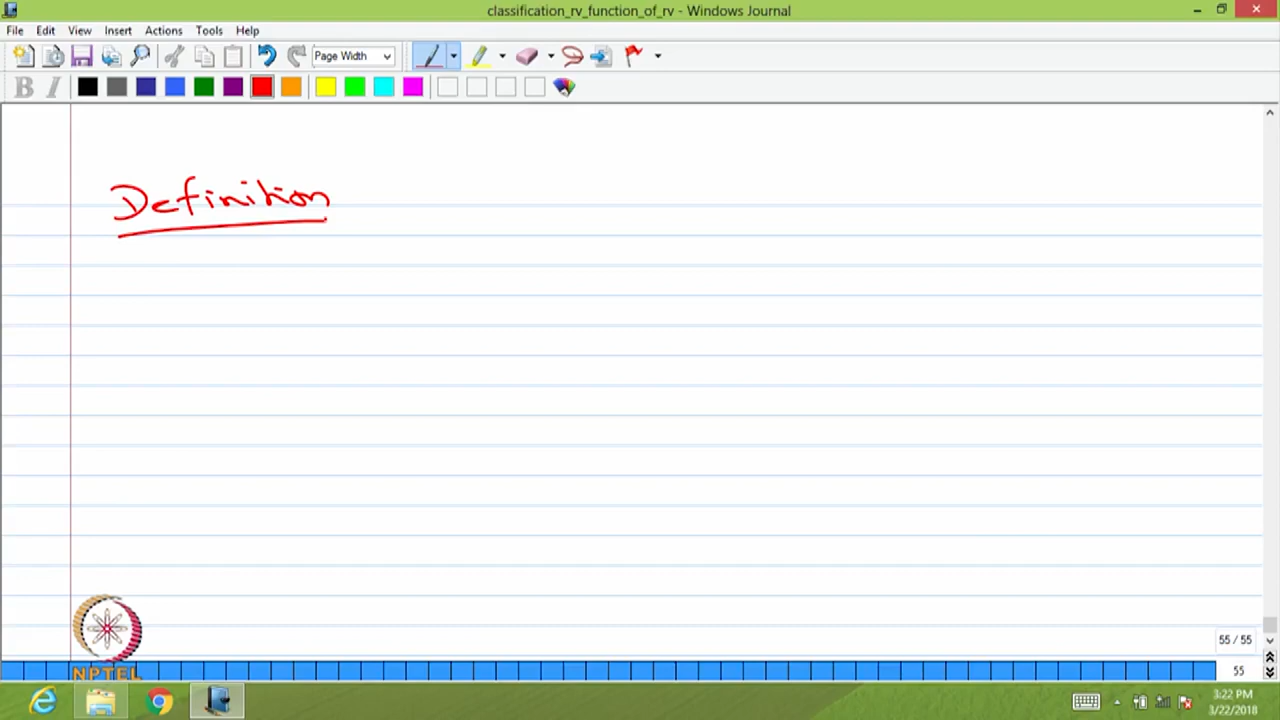 classification_rv_function_of_rv - Windows Journal
File Edit View Insert Actions Tools Help
Page Width
B I
Definition
55 / 55
NPTEL
55
3:22 PM
3/22/2018